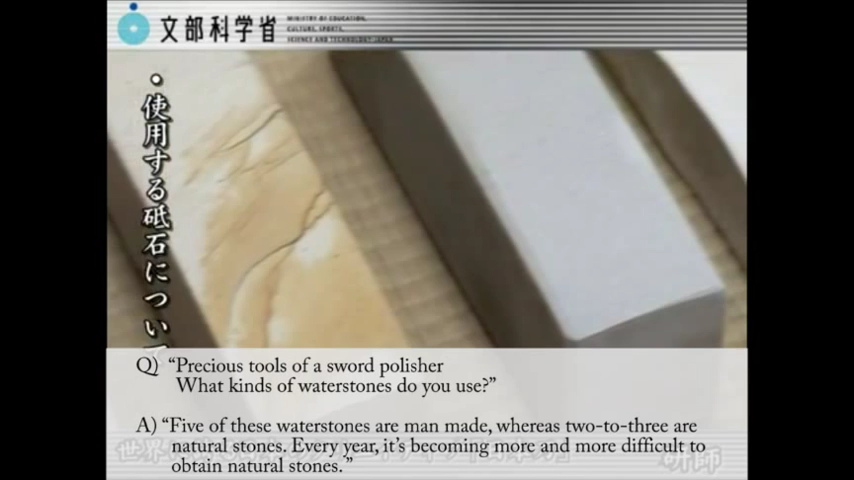 文部科学省
MINISTRY OF EDUCATION,
CULTURE, SPORTS,
SCIENCE AND TECHNOLOGY-JAPAN
・使用する砥石について
Q) “Precious tools of a sword polisher
What kinds of waterstones do you use?”
A) “Five of these waterstones are man made, whereas two-to-three are
natural stones. Every year, it’s becoming more and more difficult to
obtain natural stones.”
研師